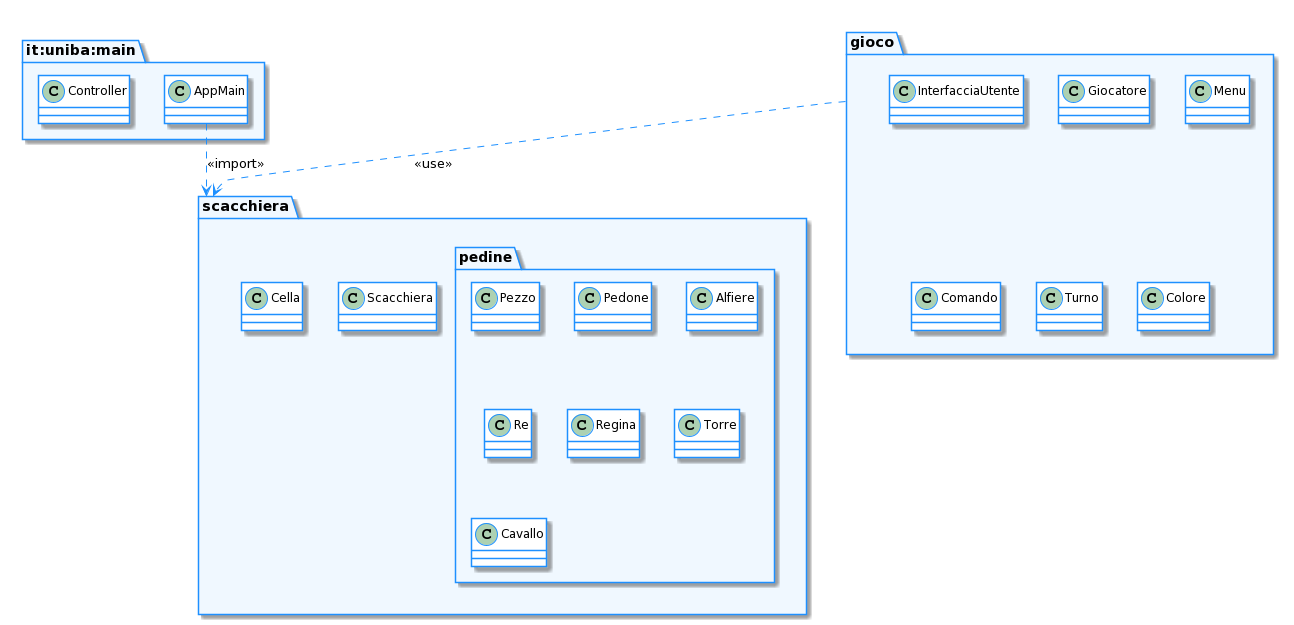 it:uniba:main
C Controller
C AppMain
gioco
C InterfacciaUtente
C Giocatore
C Menu
«import»
«use»
scacchiera
C Cella
C Scacchiera
pedine
C Pezzo
C Pedone
C Alfiere
C Comando
C Turno
C Colore
C Re
C Regina
C Torre
C Cavallo